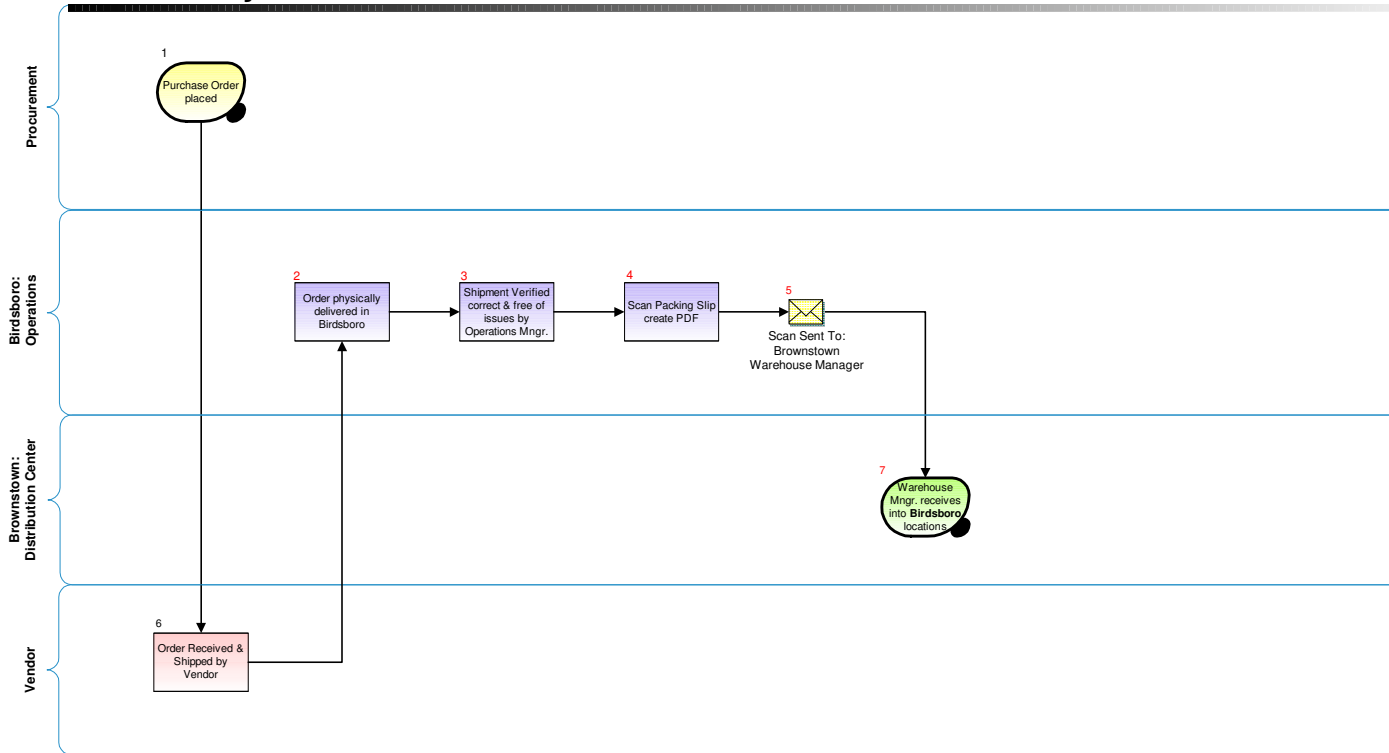 Procurement
1
Purchase Order
placed
Birdsboro:
Operations
2
Order physically
delivered in
Birdsboro
3
Shipment Verified
correct & free of
issues by
Operations Mngr.
4
Scan Packing Slip
create PDF
5
Scan Sent To:
Brownstown
Warehouse Manager
Brownstown:
Distribution Center
7
Warehouse
Mngr. receives
into Birdsboro
locations
Vendor
6
Order Received &
Shipped by
Vendor